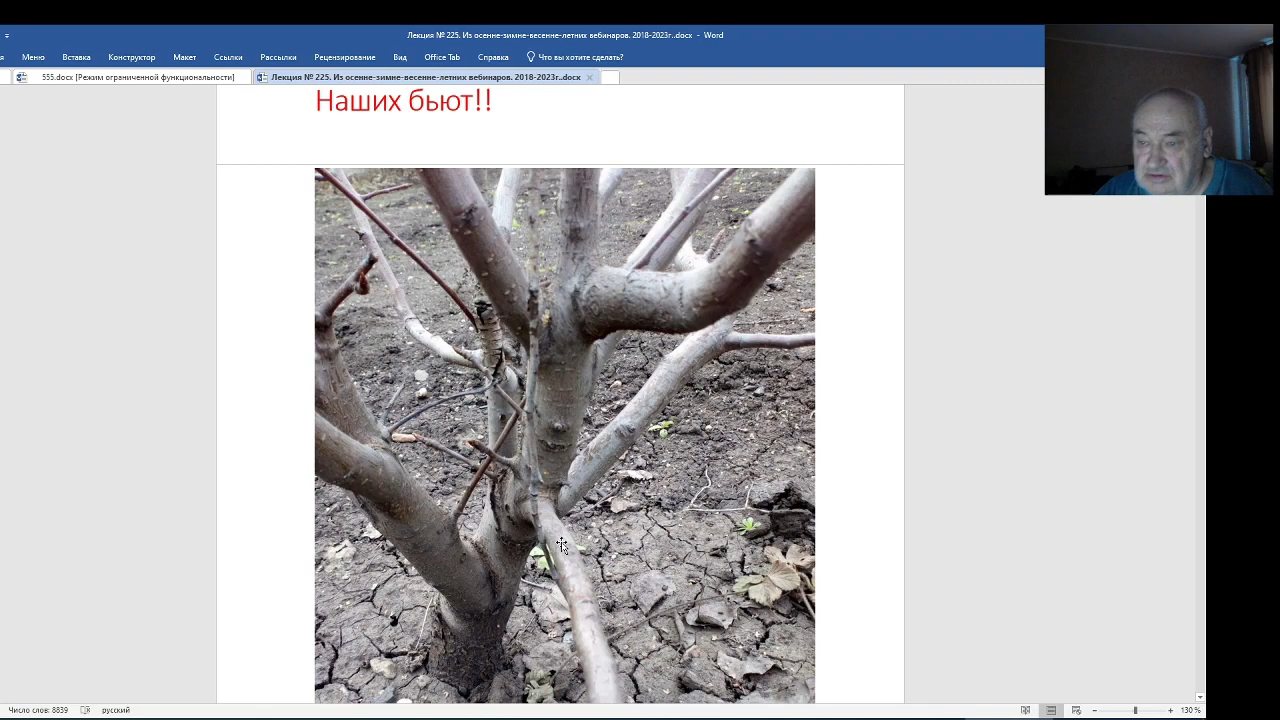 Лекция № 225. Из осенне-зимне-весенне-летних вебинаров. 2018-2023г..docx - Word
Меню Вставка Конструктор Макет Ссылки Рассылки Рецензирование Вид Office Tab Справка Что вы хотите сделать?
555.docx [Режим ограниченной функциональности] Лекция № 225. Из осенне-зимне-весенне-летних вебинаров. 2018-2023г..docx
Наших бьют!!
Число слов: 8839 русский 130 %